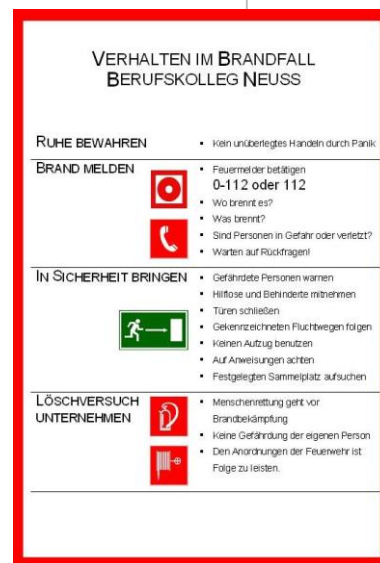 VERHALTEN IM BRANDFALL
BERUFSKOLLEG NEUSS
RUHE BEWAHREN
• Kein unüberlegtes Handeln durch Panik
BRAND MELDEN
• Feuermelder betätigen
0-112 oder 112
• Wo brennt es?
• Was brennt?
• Sind Personen in Gefahr oder verletzt?
• Warten auf Rückfragen!
IN SICHERHEIT BRINGEN
• Gefährdete Personen warnen
• Hilflose und Behinderte mitnehmen
• Türen schließen
• Gekennzeichneten Fluchtwegen folgen
• Keinen Aufzug benutzen
• Auf Anweisungen achten
• Festgelegten Sammelplatz aufsuchen
LÖSCHVERSUCH
UNTERNEHMEN
• Menschenrettung geht vor
Brandbekämpfung
• Keine Gefährdung der eigenen Person
• Den Anordnungen der Feuerwehr ist
Folge zu leisten.